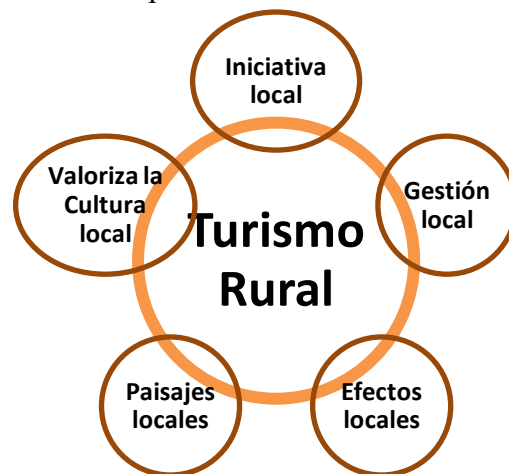 Iniciativa
local
Valoriza la
Cultura
local
Gestión
local
Turismo
Rural
Paisajes
locales
Efectos
locales